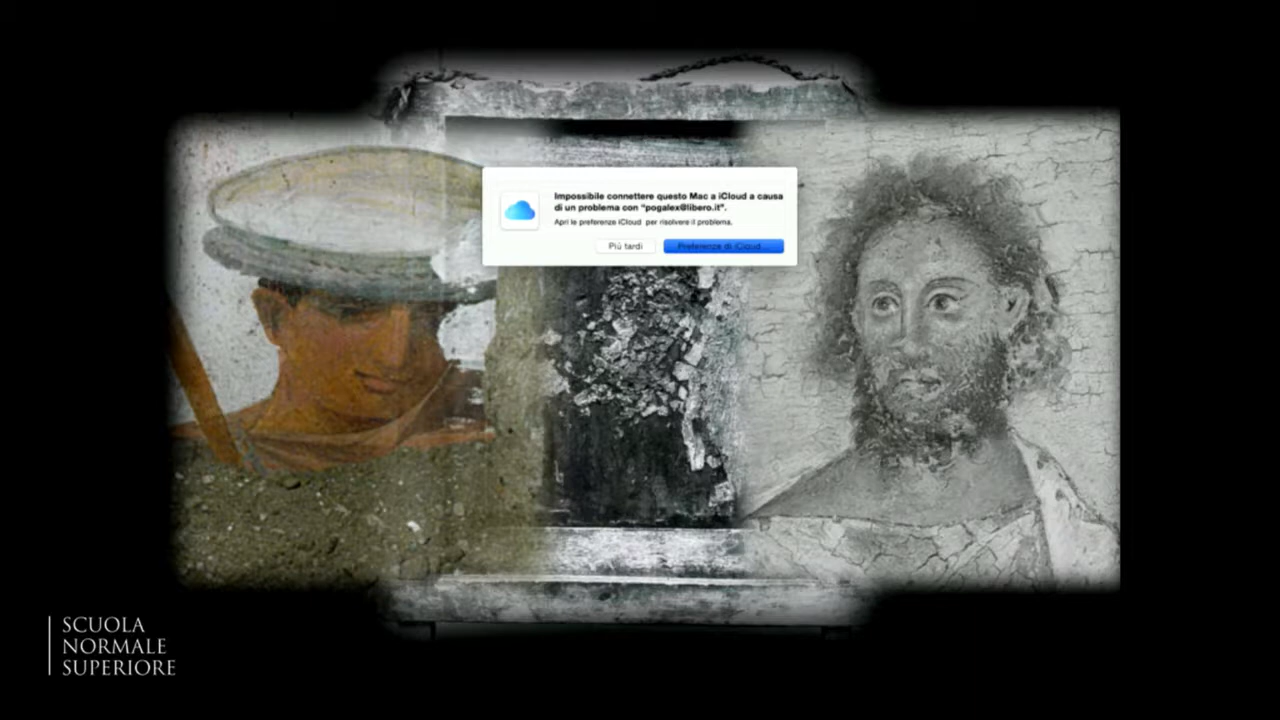 Impossibile connettere questo Mac a iCloud a causa
di un problema con "pogalex@libero.it".
Apri le preferenze iCloud per risolvere il problema.
Più tardi
Preferenze di iCloud...
SCUOLA
NORMALE
SUPERIORE